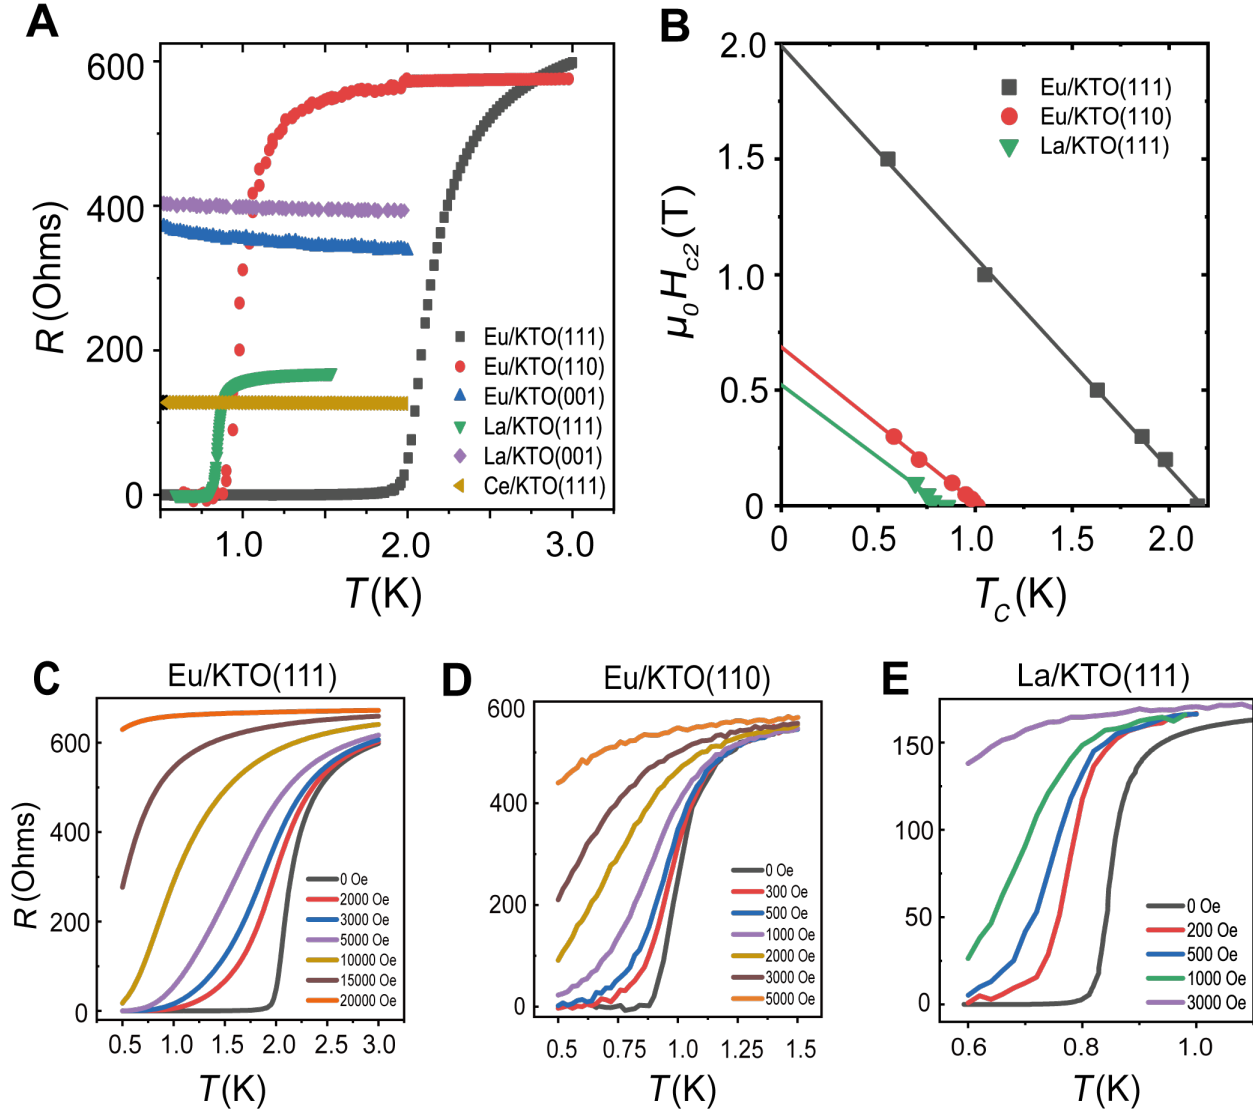 A
600
400
200
0
1.0 2.0 3.0
R(Ohms)
T(K)
Eu/KTO(111)
Eu/KTO(110)
Eu/KTO(001)
La/KTO(111)
La/KTO(001)
Ce/KTO(111)
B
2.0
1.5
1.0
0.5
0
0 0.5 1.0 1.5 2.0
μ0Hc2(T)
TC(K)
Eu/KTO(111)
Eu/KTO(110)
La/KTO(111)
C
Eu/KTO(111)
600
400
200
0
0.5 1.0 1.5 2.0 2.5 3.0
R(Ohms)
T(K)
0 Oe
2000 Oe
3000 Oe
5000 Oe
10000 Oe
15000 Oe
20000 Oe
D
Eu/KTO(110)
600
400
200
0
0.5 0.75 1.0 1.25 1.5
T(K)
0 Oe
300 Oe
500 Oe
1000 Oe
2000 Oe
3000 Oe
5000 Oe
E
La/KTO(111)
150
100
50
0
0.6 0.8 1.0
T(K)
0 Oe
200 Oe
500 Oe
1000 Oe
3000 Oe